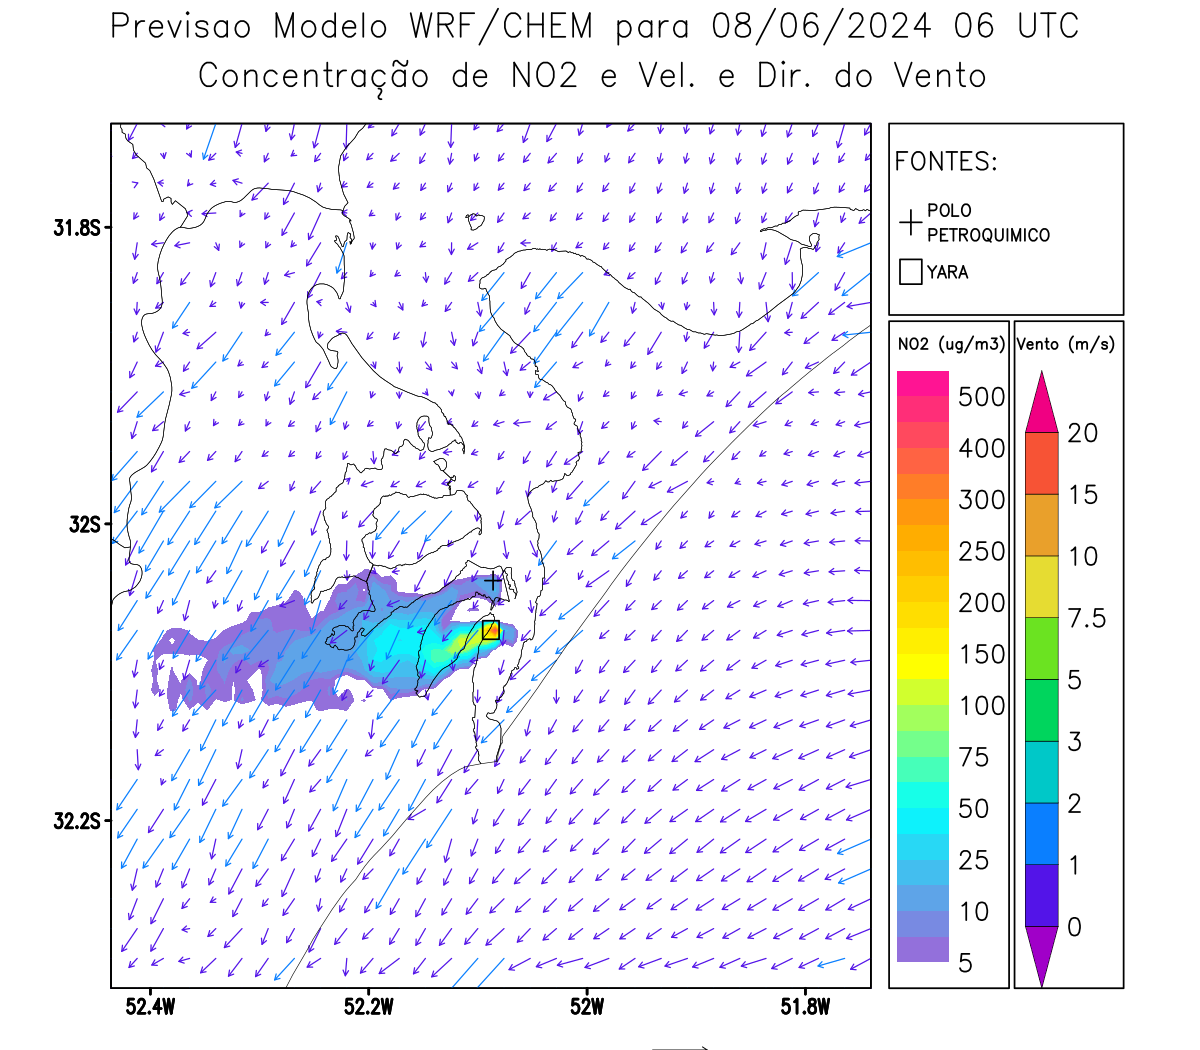 Previsao Modelo WRF/CHEM para 08/06/2024 06 UTC
Concentração de NO2 e Vel. e Dir. do Vento
FONTES:
POLO
PETROQUIMICO
YARA
NO2 (ug/m3)
500
400
300
250
200
150
100
75
50
25
10
5
Vento (m/s)
20
15
10
7.5
5
3
2
1
0
31.8S
32S
32.2S
52.4W
52.2W
52W
51.8W